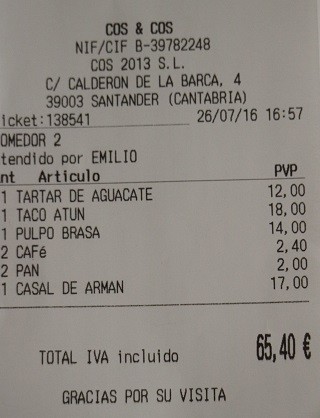 COS & COS
NIF/CIF B-39782248
COS 2013 S.L.
C/ CALDERON DE LA BARCA, 4
39003 SANTANDER (CANTABRIA)
icket:138541 26/07/16 16:57
OMEDOR 2
tendido por EMILIO
nt Articulo PVP
1 TARTAR DE AGUACATE 12,00
1 TACO ATUN 18,00
1 PULPO BRASA 14,00
2 CAFé 2,40
2 PAN 2,00
1 CASAL DE ARMAN 17,00
TOTAL IVA incluido 65,40 €
GRACIAS POR SU VISITA